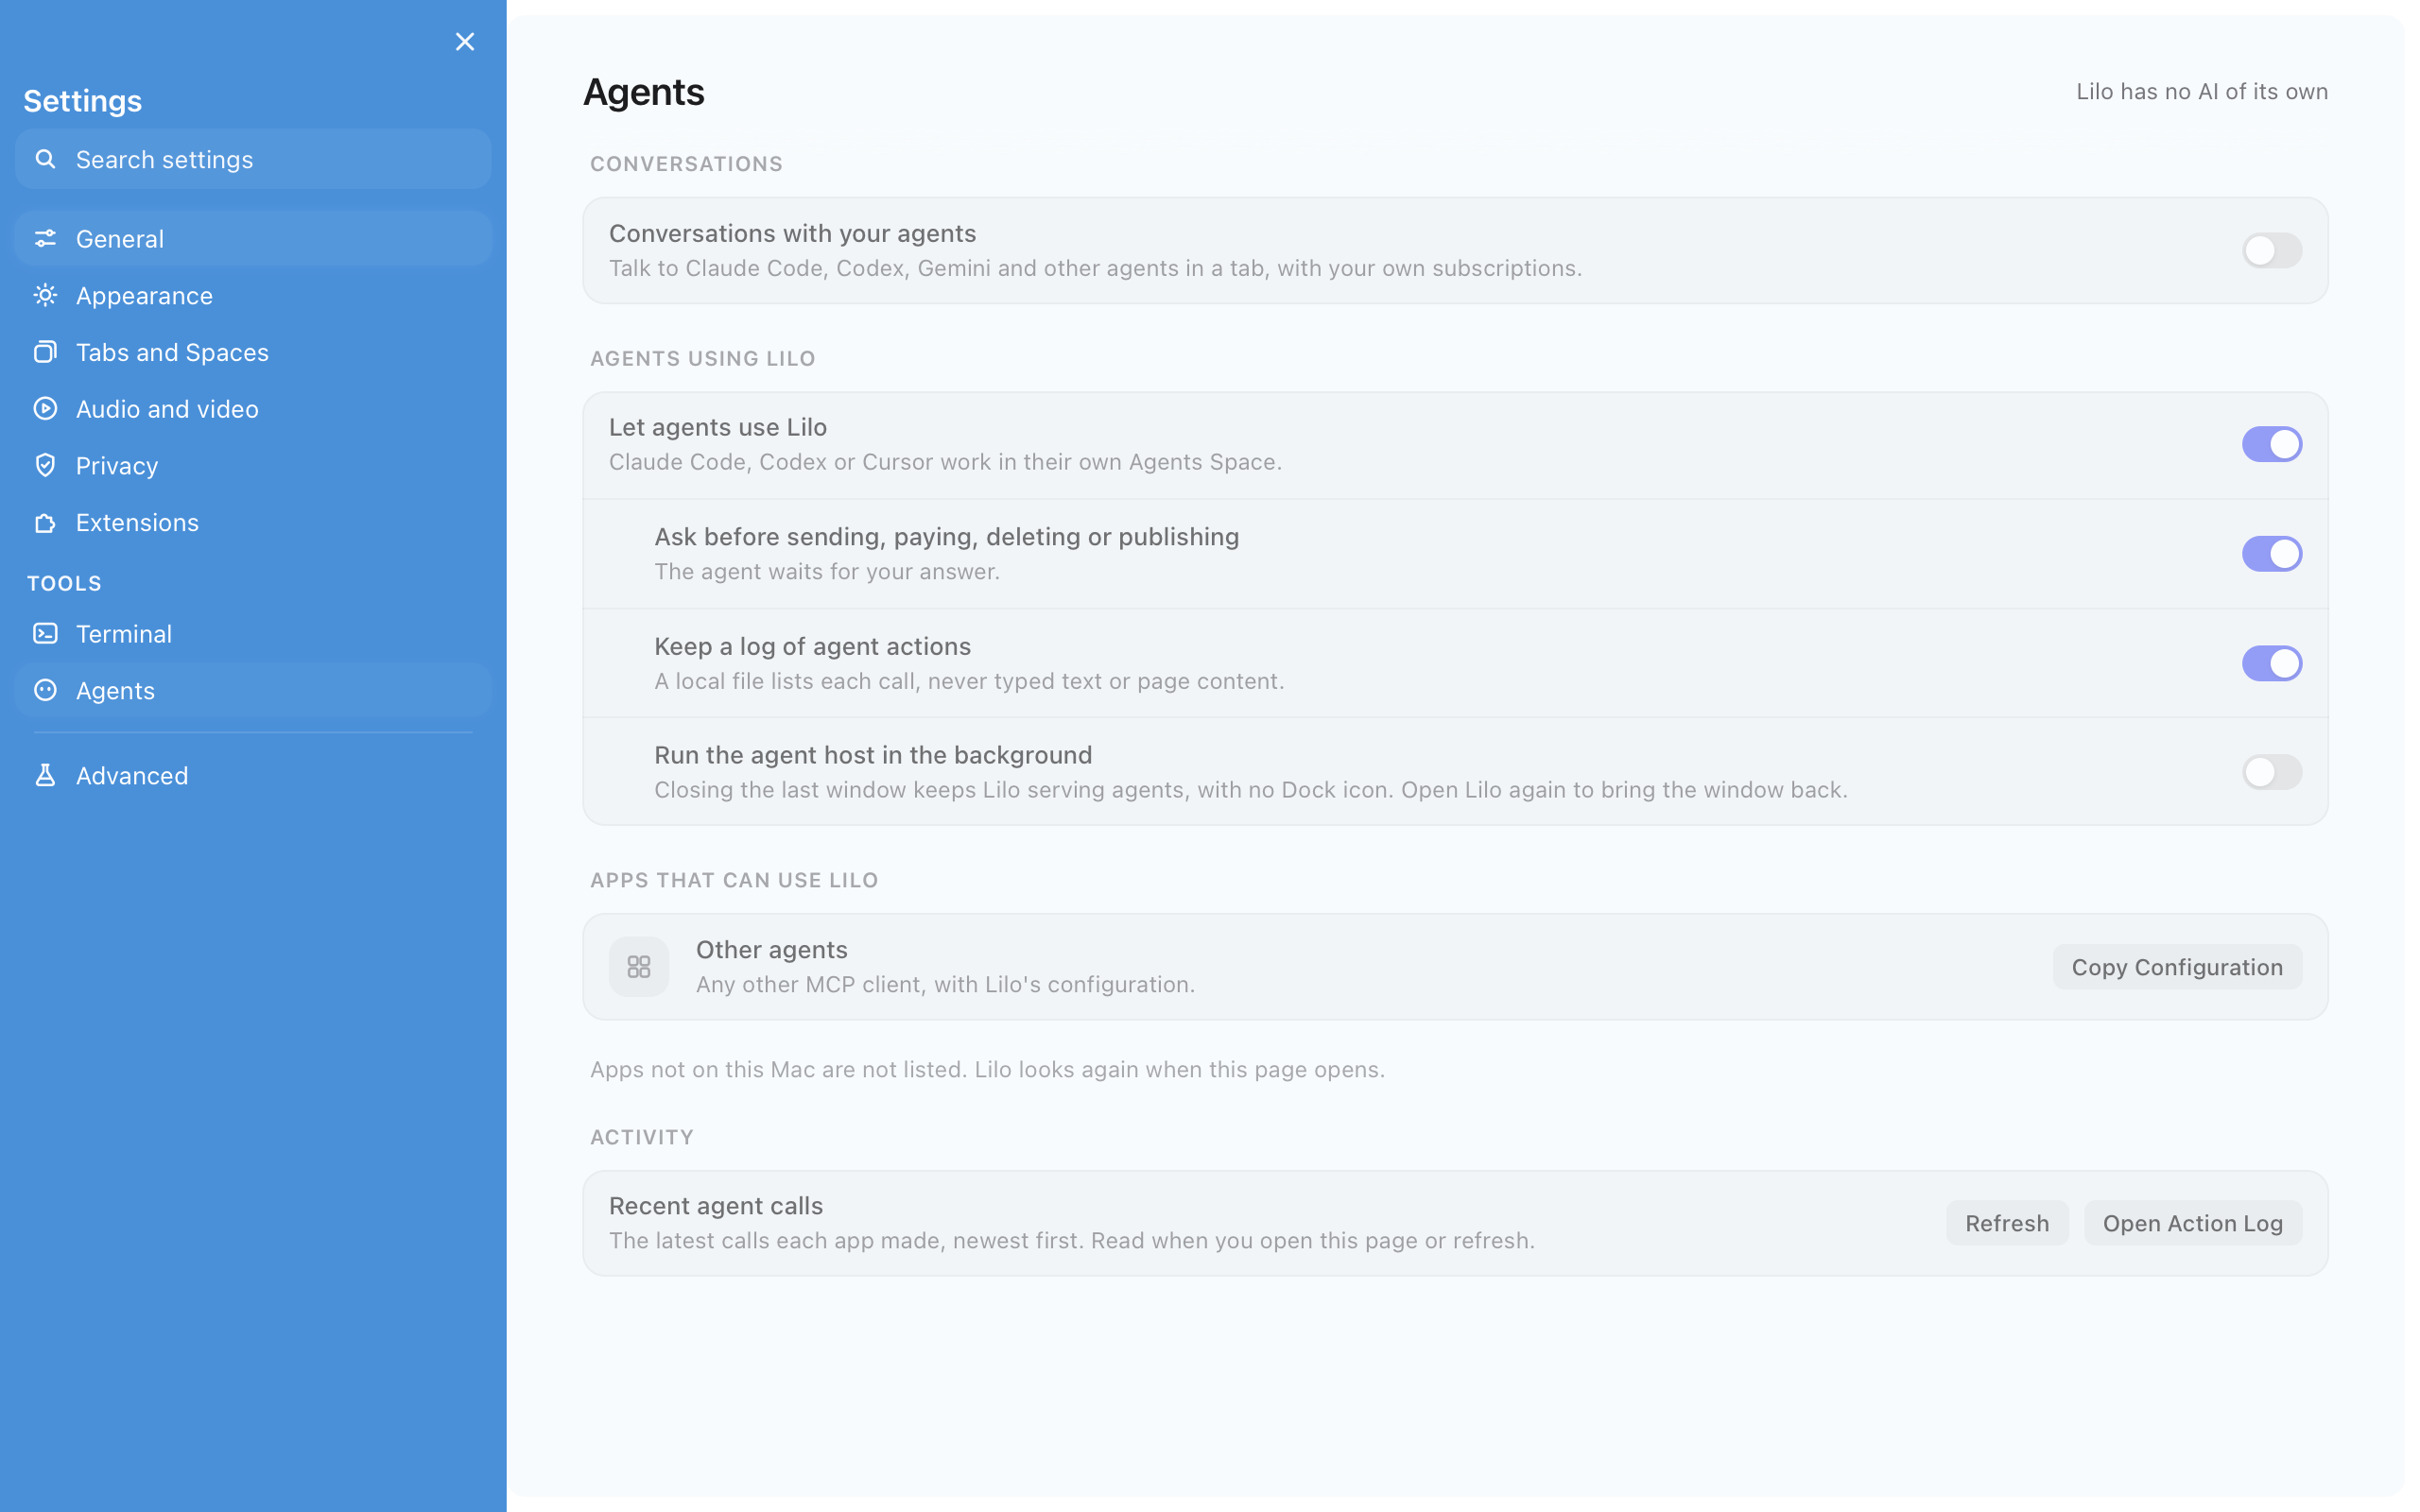 Settings
Search settings
General
Appearance
Tabs and Spaces
Audio and video
Privacy
Extensions
TOOLS
Terminal
Agents
Advanced
Agents
Lilo has no AI of its own
CONVERSATIONS
Conversations with your agents
Talk to Claude Code, Codex, Gemini and other agents in a tab, with your own subscriptions.
AGENTS USING LILO
Let agents use Lilo
Claude Code, Codex or Cursor work in their own Agents Space.
Ask before sending, paying, deleting or publishing
The agent waits for your answer.
Keep a log of agent actions
A local file lists each call, never typed text or page content.
Run the agent host in the background
Closing the last window keeps Lilo serving agents, with no Dock icon. Open Lilo again to bring the window back.
APPS THAT CAN USE LILO
Other agents
Any other MCP client, with Lilo's configuration.
Copy Configuration
Apps not on this Mac are not listed. Lilo looks again when this page opens.
ACTIVITY
Recent agent calls
The latest calls each app made, newest first. Read when you open this page or refresh.
Refresh
Open Action Log